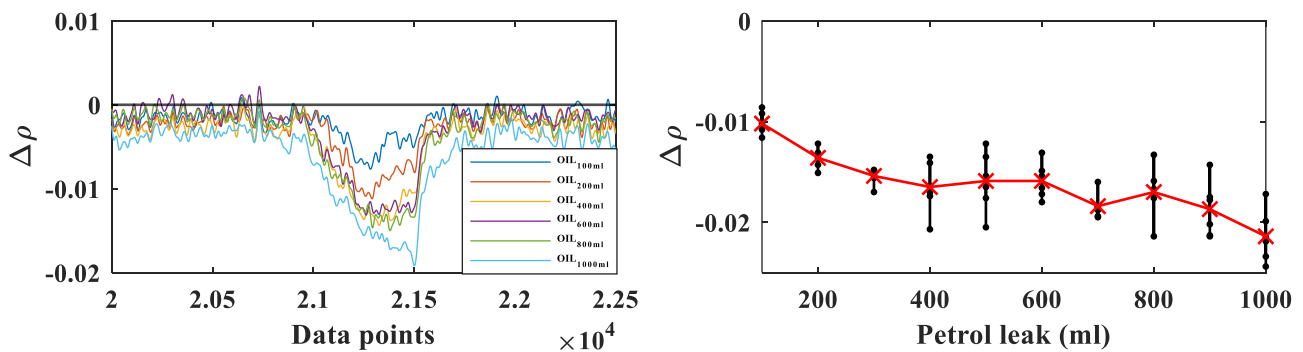 0.01
0
-0.01
-0.02
Δρ
2
2.05
2.1
2.15
2.2
2.25
Data points
×10⁴
OIL100ml
OIL200ml
OIL400ml
OIL600ml
OIL800ml
OIL1000ml
0
-0.01
-0.02
Δρ
200
400
600
800
1000
Petrol leak (ml)